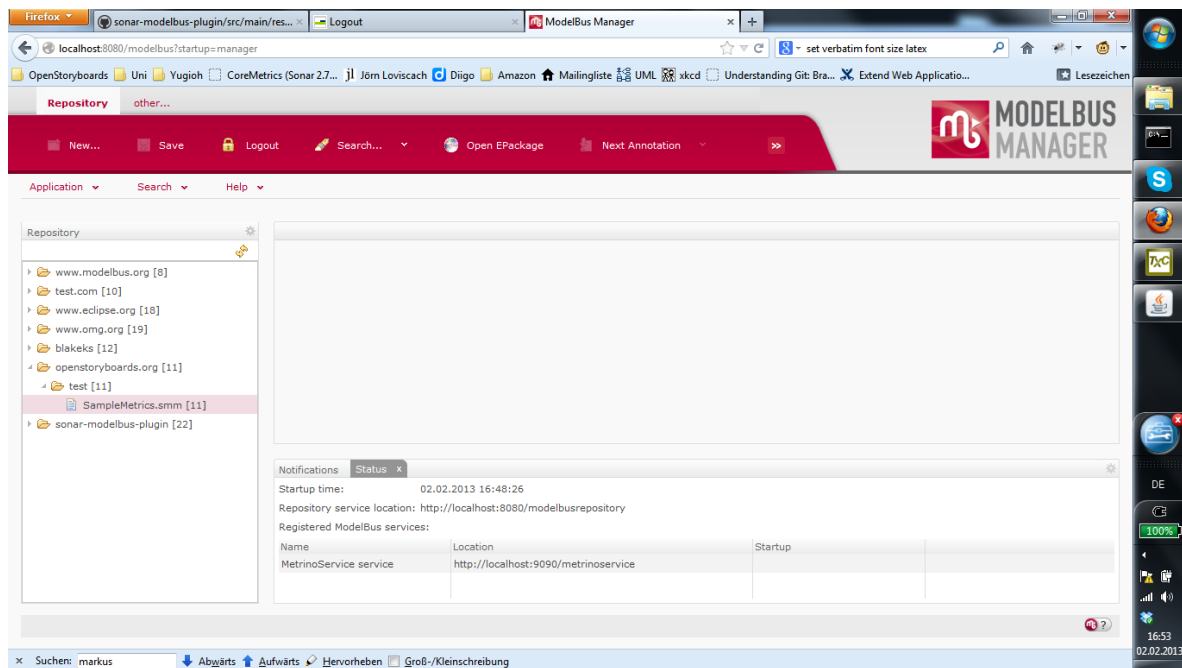 Firefox
sonar-modelbus-plugin/src/main/res...
Logout
ModelBus Manager
localhost:8080/modelbus?startup=manager
set verbatim font size latex
OpenStoryboards Uni Yugioh CoreMetrics (Sonar 2.7... Jörn Loviscach Diigo Amazon Mailingliste UML xkcd Understanding Git: Bra... Extend Web Applicatio... Lesezeichen
Repository other...
MODELBUS
MANAGER
New... Save Logout Search... Open EPackage Next Annotation
Application Search Help
Repository
www.modelbus.org [8]
test.com [10]
www.eclipse.org [18]
www.omg.org [19]
blakeks [12]
openstoryboards.org [11]
test [11]
SampleMetrics.smm [11]
sonar-modelbus-plugin [22]
Notifications Status x
Startup time: 02.02.2013 16:48:26
Repository service location: http://localhost:8080/modelbusrepository
Registered ModelBus services:
Name Location Startup
MetrinoService service http://localhost:9090/metrinoservice
x Suchen: markus Abwärts Aufwärts Hervorheben Groß-/Kleinschreibung
C:\
TXC
DE
100%
16:53
02.02.2013